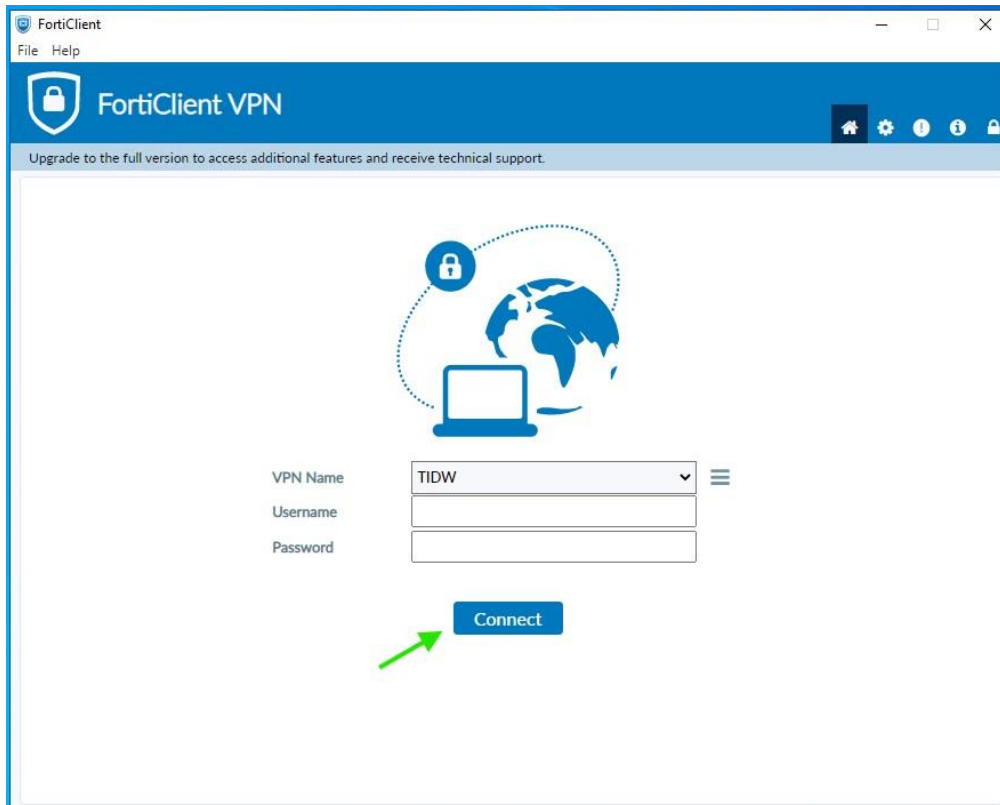 FortiClient
File Help
FortiClient VPN
Upgrade to the full version to access additional features and receive technical support.
VPN Name TIDW
Username
Password
Connect